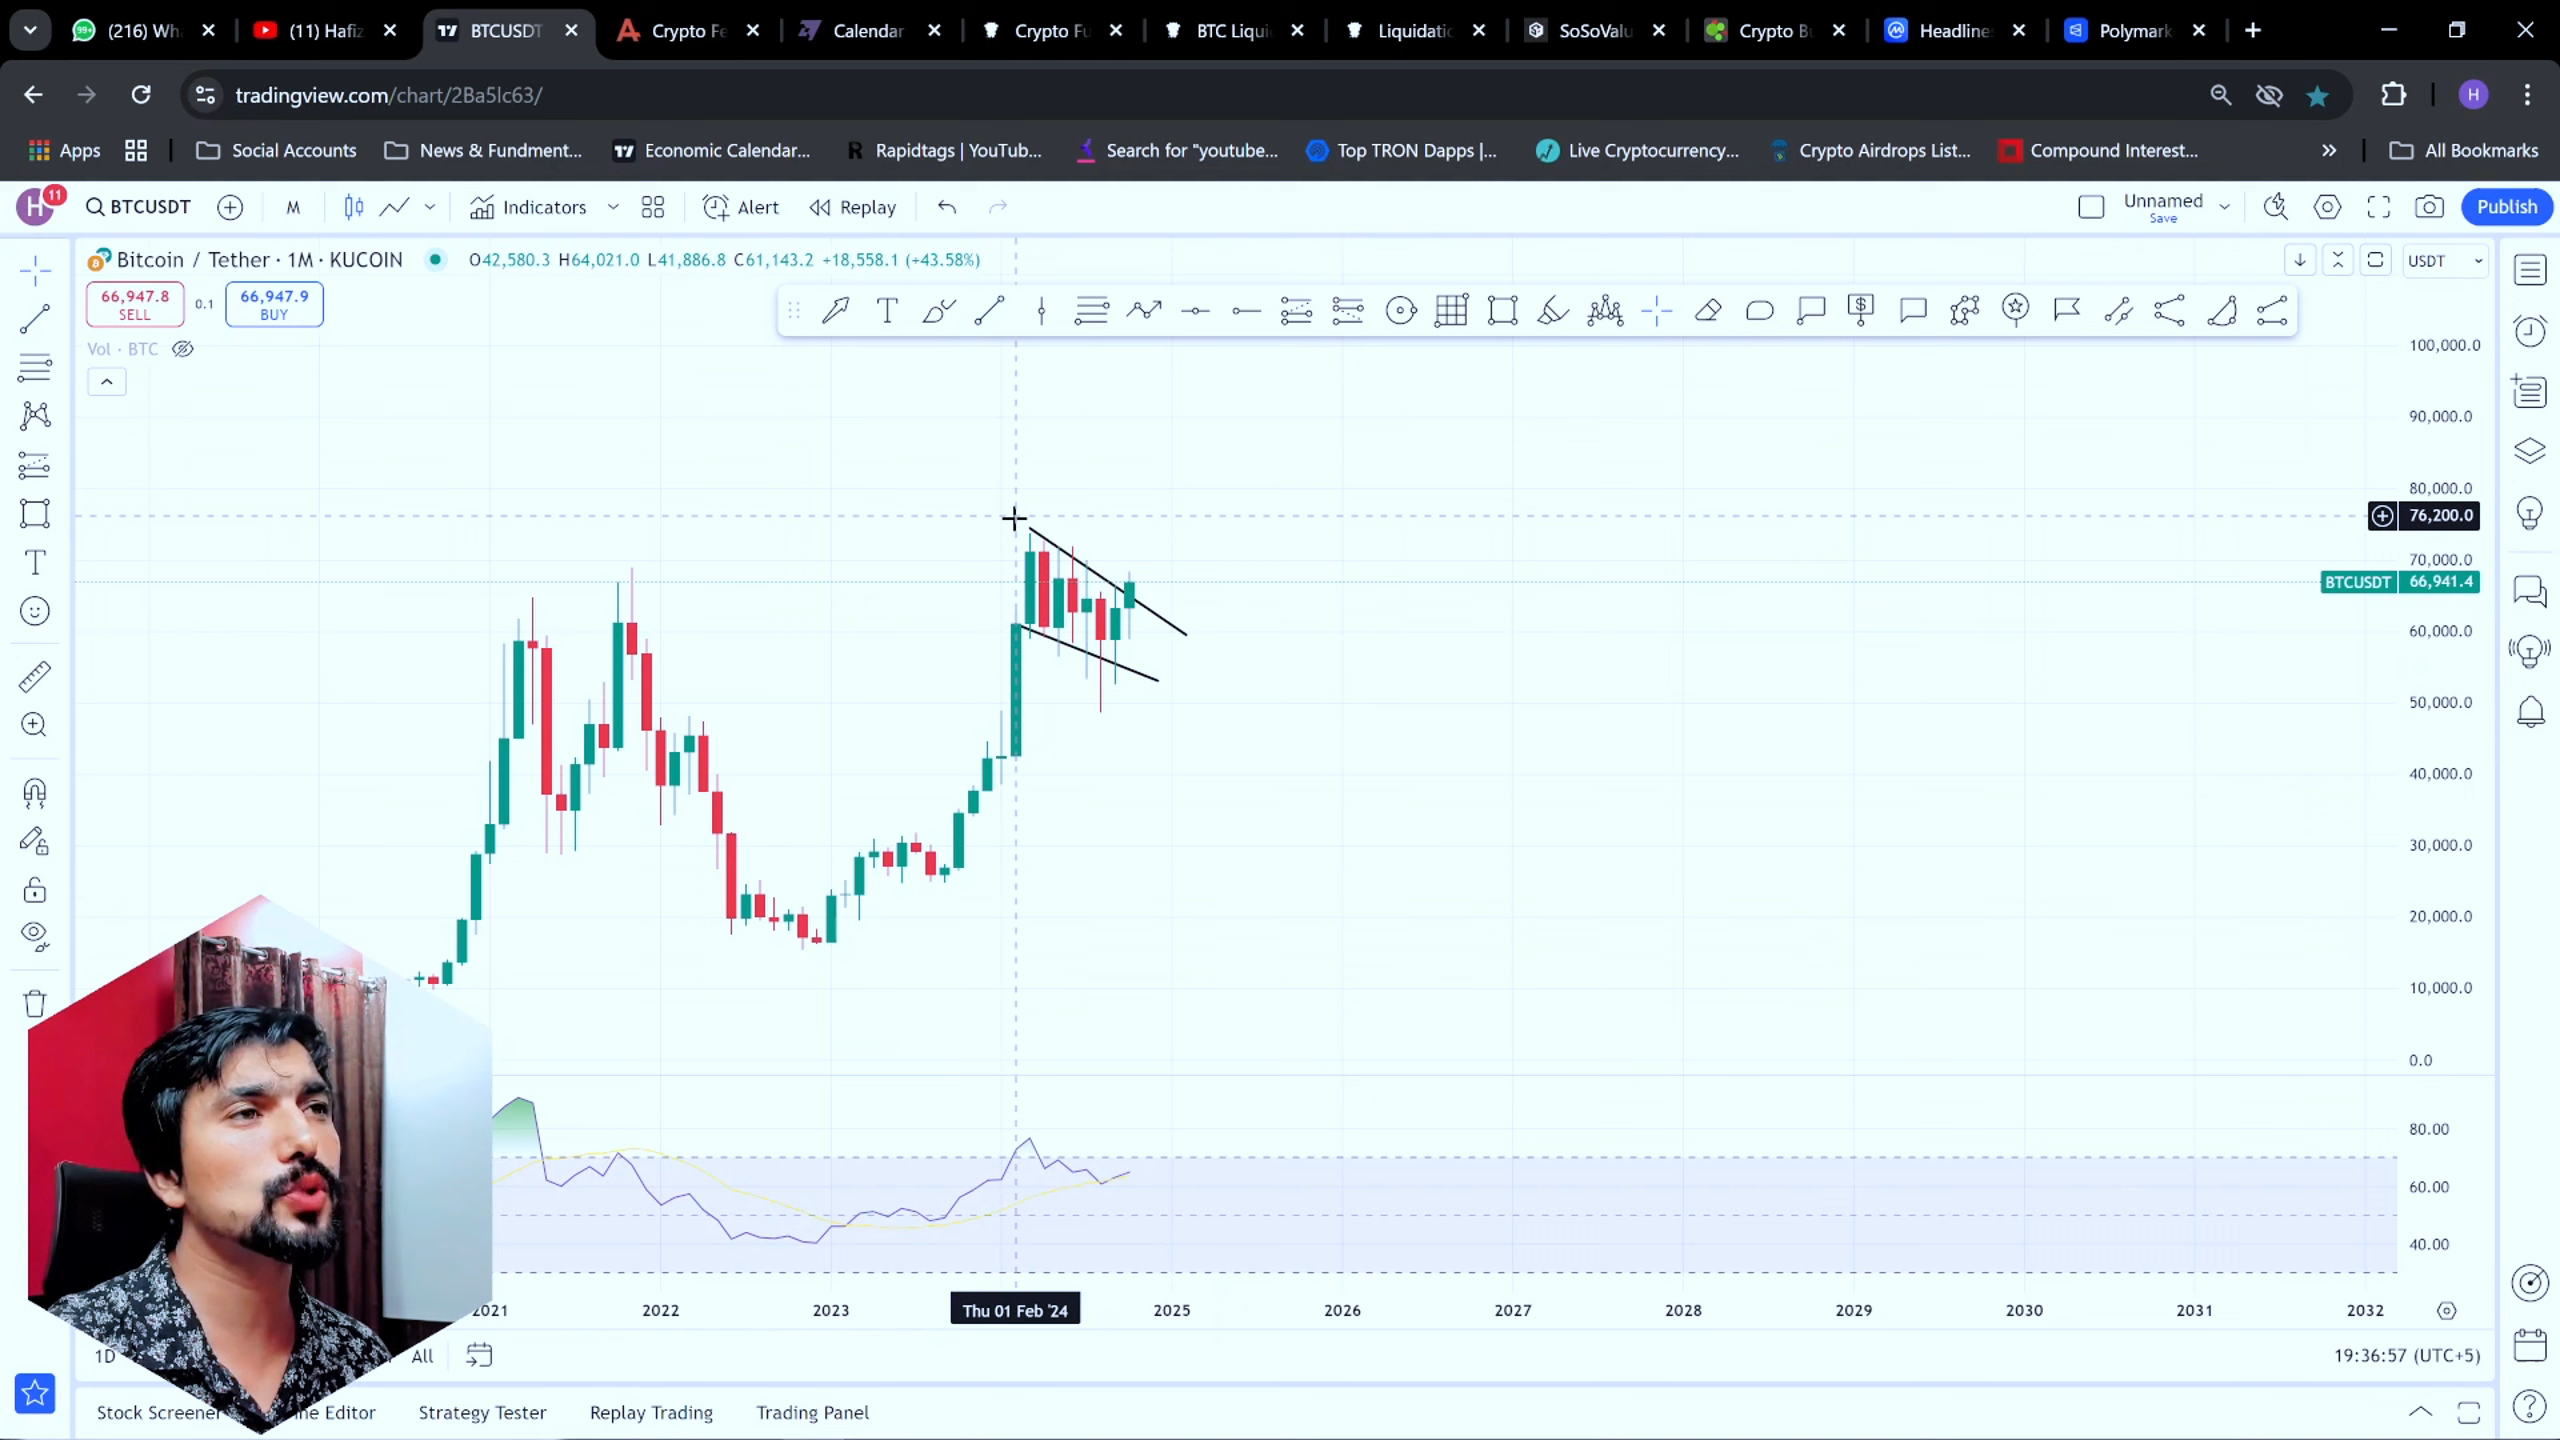 (216) Wh
(11) Hafiz
BTCUSDT
Crypto Fe
Calendar
Crypto Fu
BTC Liqui
Liquidatic
SoSoValu
Crypto B
Headline
Polymark
tradingview.com/chart/2Ba5lc63/
H
Apps
Social Accounts
News & Fundment...
Economic Calendar...
Rapidtags | YouTub...
Search for "youtube...
Top TRON Dapps |...
Live Cryptocurrency...
Crypto Airdrops List...
Compound Interest...
All Bookmarks
H
11
BTCUSDT
M
Indicators
Alert
Replay
Unnamed
Save
Publish
Bitcoin / Tether · 1M · KUCOIN
O42,580.3 H64,021.0 L41,886.8 C61,143.2 +18,558.1 (+43.58%)
USDT
66,947.8
SELL
0.1
66,947.9
BUY
Vol · BTC
100,000.0
90,000.0
80,000.0
76,200.0
70,000.0
BTCUSDT 66,941.4
60,000.0
50,000.0
40,000.0
30,000.0
20,000.0
10,000.0
0.0
80.00
60.00
40.00
2021
2022
2023
Thu 01 Feb '24
2025
2026
2027
2028
2029
2030
2031
2032
1D
All
19:36:57 (UTC+5)
Stock Screener
ne Editor
Strategy Tester
Replay Trading
Trading Panel